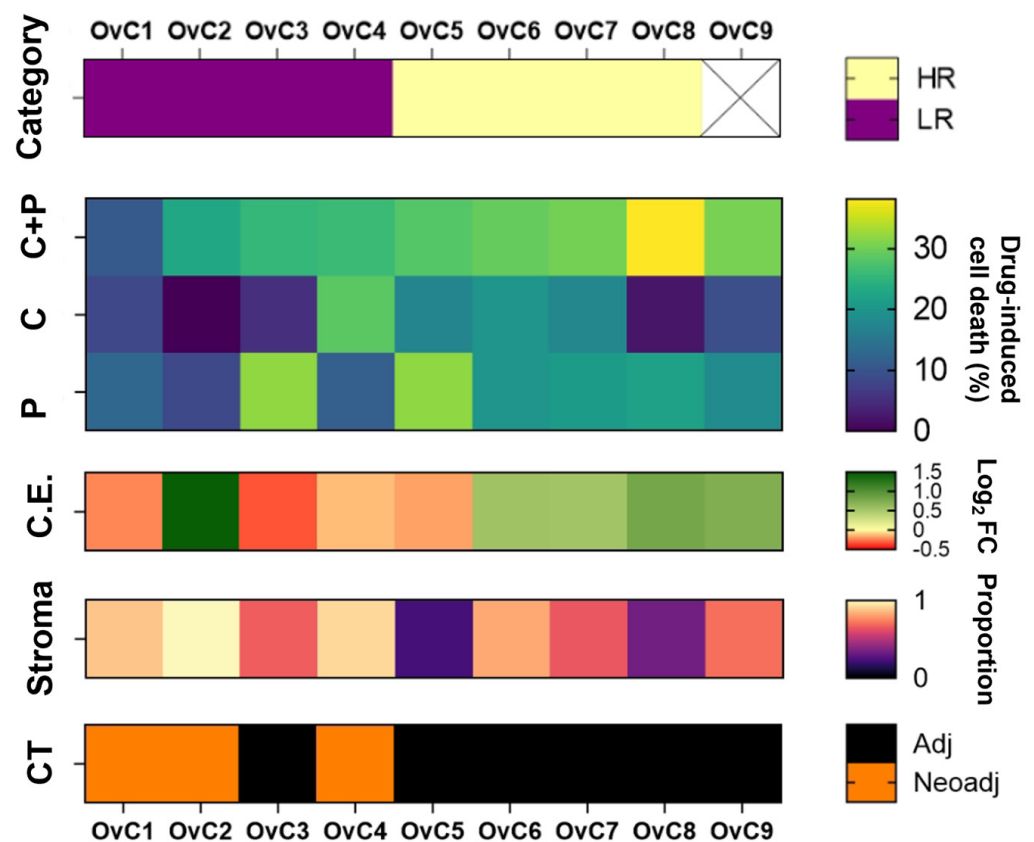 OvC1 OvC2 OvC3 OvC4 OvC5 OvC6 OvC7 OvC8 OvC9
Category
HR
LR
C+P
C
P
30
20
10
0
Drug-induced
cell death (%)
C.E.
1.5
1.0
0.5
0
-0.5
Log₂ FC
Stroma
1
0
Proportion
CT
Adj
Neoadj
OvC1 OvC2 OvC3 OvC4 OvC5 OvC6 OvC7 OvC8 OvC9